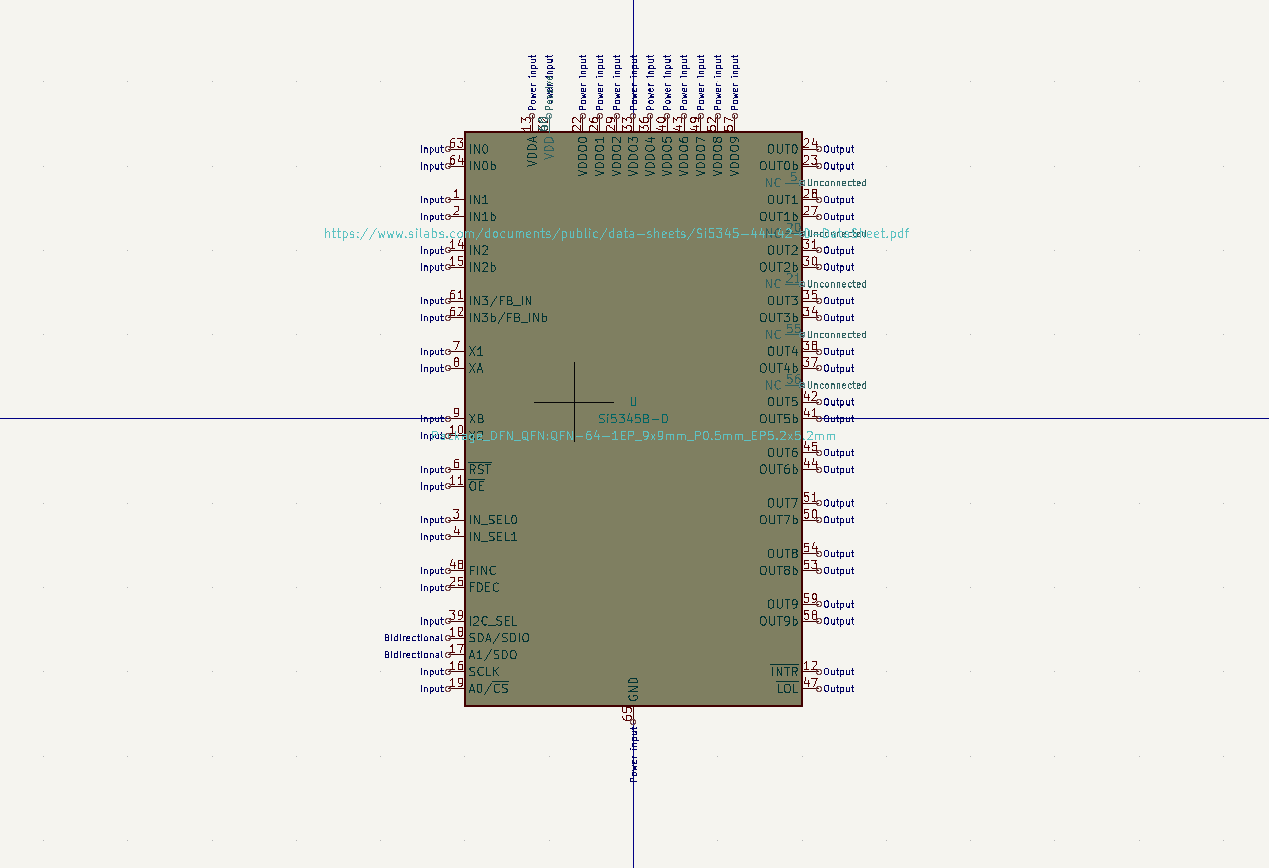 Power input Power input Power input Power input Power input Power input Power input Power input Power input Power input Power input
13 22 26 29 33 36 40 43 49 52 57
VDDA VDD VDDO0 VDDO1 VDDO2 VDDO3 VDDO4 VDDO5 VDDO6 VDDO7 VDDO8 VDDO9
Input 63 IN0 OUT0 24 Output
Input 64 IN0b OUT0b 23 Output
NC 5 Unconnected
Input 1 IN1 OUT1 28 Output
Input 2 IN1b OUT1b 27 Output
https://www.silabs.com/documents/public/data-sheets/Si5345-44-42-D-DataSheet.pdf
Input 14 IN2 OUT2 31 Output
Input 15 IN2b OUT2b 30 Output
NC 21 Unconnected
Input 61 IN3/FB_IN OUT3 35 Output
Input 62 IN3b/FB_INb OUT3b 34 Output
NC 55 Unconnected
Input 7 X1 OUT4 38 Output
Input 8 XA OUT4b 37 Output
NC 56 Unconnected
U OUT5 42 Output
Input 9 XB Si5345B-D OUT5b 41 Output
Input 10
Package_DFN_QFN:QFN-64-1EP_9x9mm_P0.5mm_EP5.2x5.2mm
OUT6 45 Output
Input 6 RST OUT6b 44 Output
Input 11 OE
OUT7 51 Output
Input 3 IN_SEL0 OUT7b 50 Output
Input 4 IN_SEL1
OUT8 54 Output
Input 48 FINC OUT8b 53 Output
Input 25 FDEC
OUT9 59 Output
Input 39 I2C_SEL OUT9b 58 Output
Bidirectional 18 SDA/SDIO
Bidirectional 17 A1/SDO
Input 16 SCLK INTR 12 Output
Input 19 A0/CS LOL 47 Output
GND
65
Power input